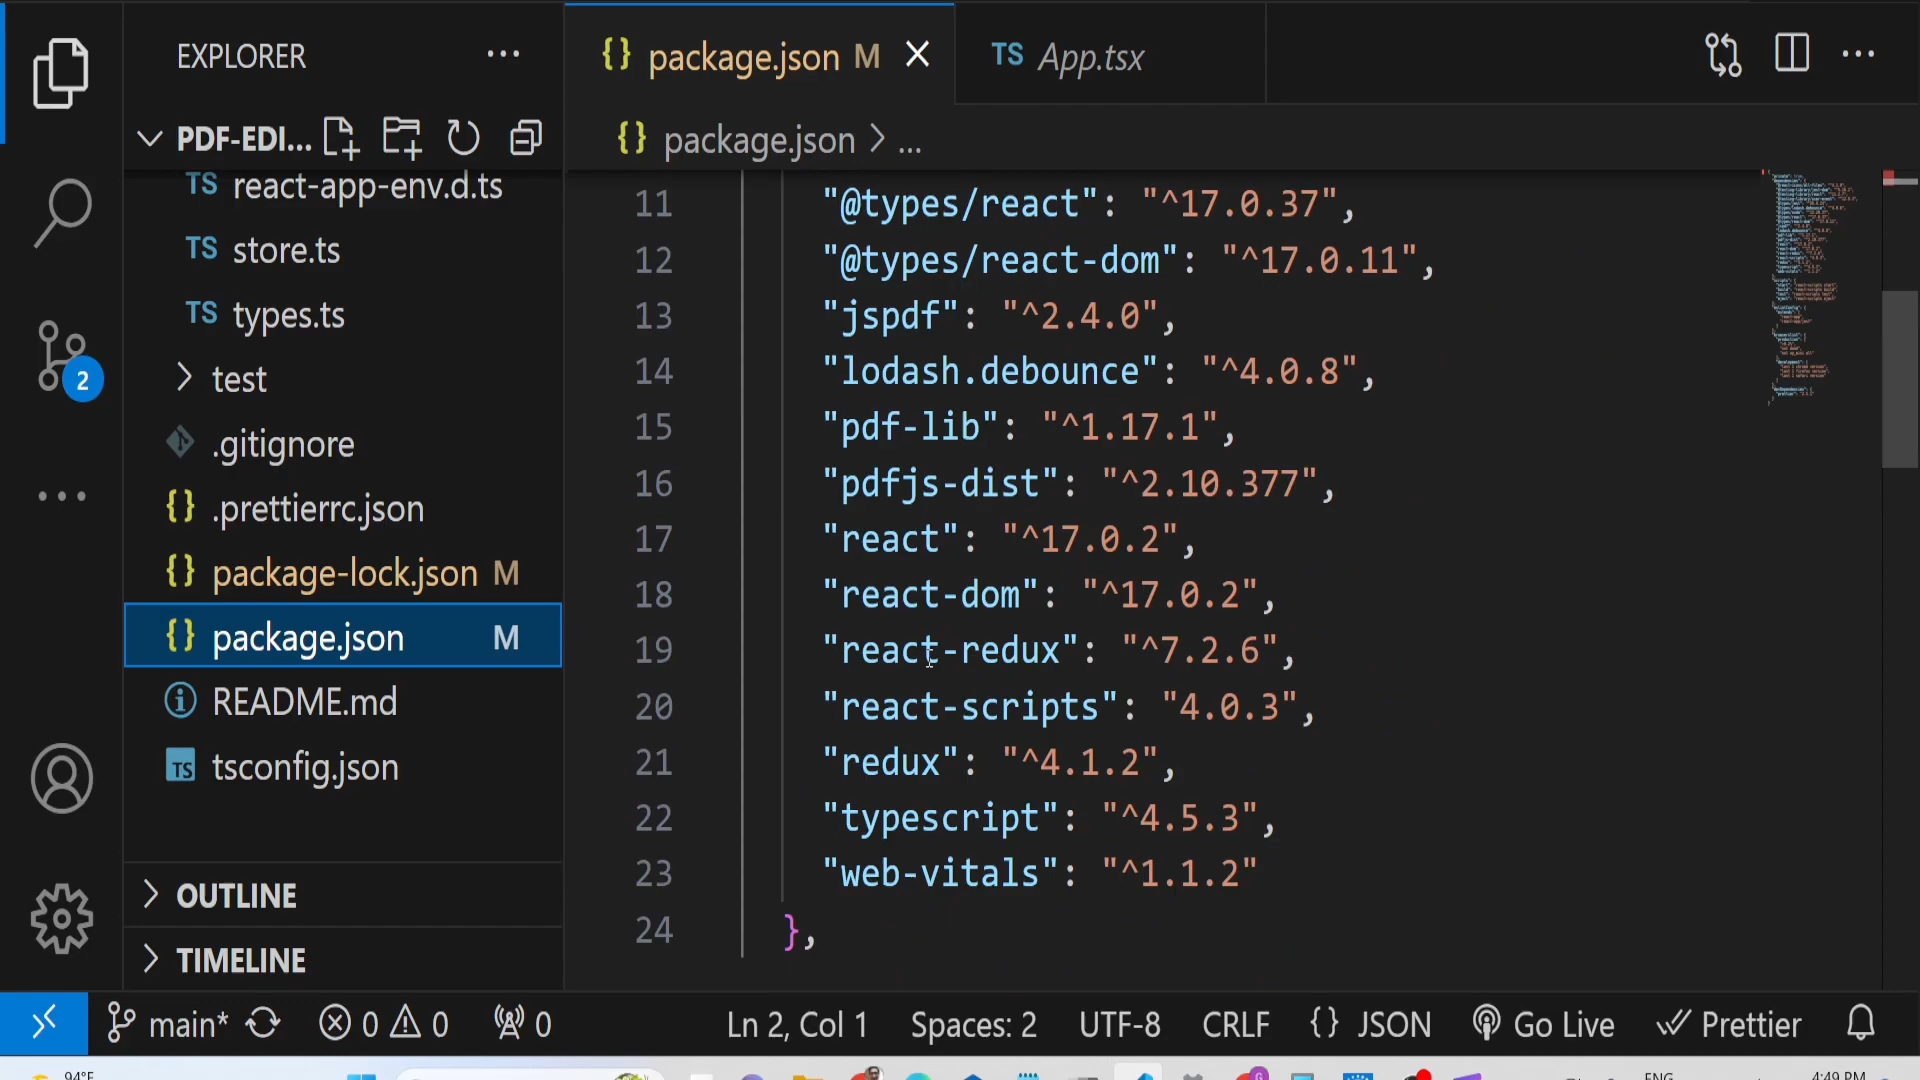 EXPLORER
package.json M
TS App.tsx
PDF-EDI...
package.json > ...
TS react-app-env.d.ts
TS store.ts
TS types.ts
test
.gitignore
{} .prettierrc.json
{} package-lock.json M
{} package.json M
README.md
TS tsconfig.json
OUTLINE
TIMELINE
2
11 "@types/react": "^17.0.37",
12 "@types/react-dom": "^17.0.11",
13 "jspdf": "^2.4.0",
14 "lodash.debounce": "^4.0.8",
15 "pdf-lib": "^1.17.1",
16 "pdfjs-dist": "^2.10.377",
17 "react": "^17.0.2",
18 "react-dom": "^17.0.2",
19 "react-redux": "^7.2.6",
20 "react-scripts": "4.0.3",
21 "redux": "^4.1.2",
22 "typescript": "^4.5.3",
23 "web-vitals": "^1.1.2"
24 },
main* 0 0 0 Ln 2, Col 1 Spaces: 2 UTF-8 CRLF {} JSON Go Live Prettier
94°F
ENG
4:49 PM